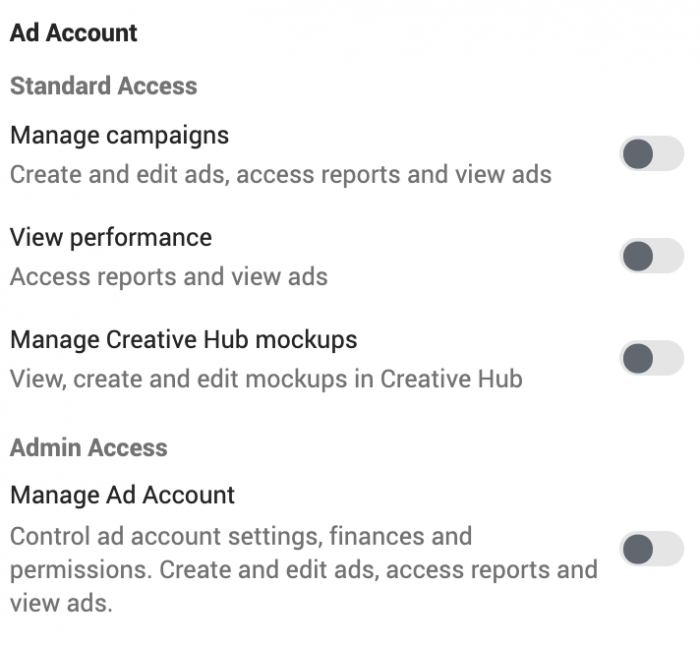 Ad Account
Standard Access
Manage campaigns
Create and edit ads, access reports and view ads
View performance
Access reports and view ads
Manage Creative Hub mockups
View, create and edit mockups in Creative Hub
Admin Access
Manage Ad Account
Control ad account settings, finances and
permissions. Create and edit ads, access reports and
view ads.